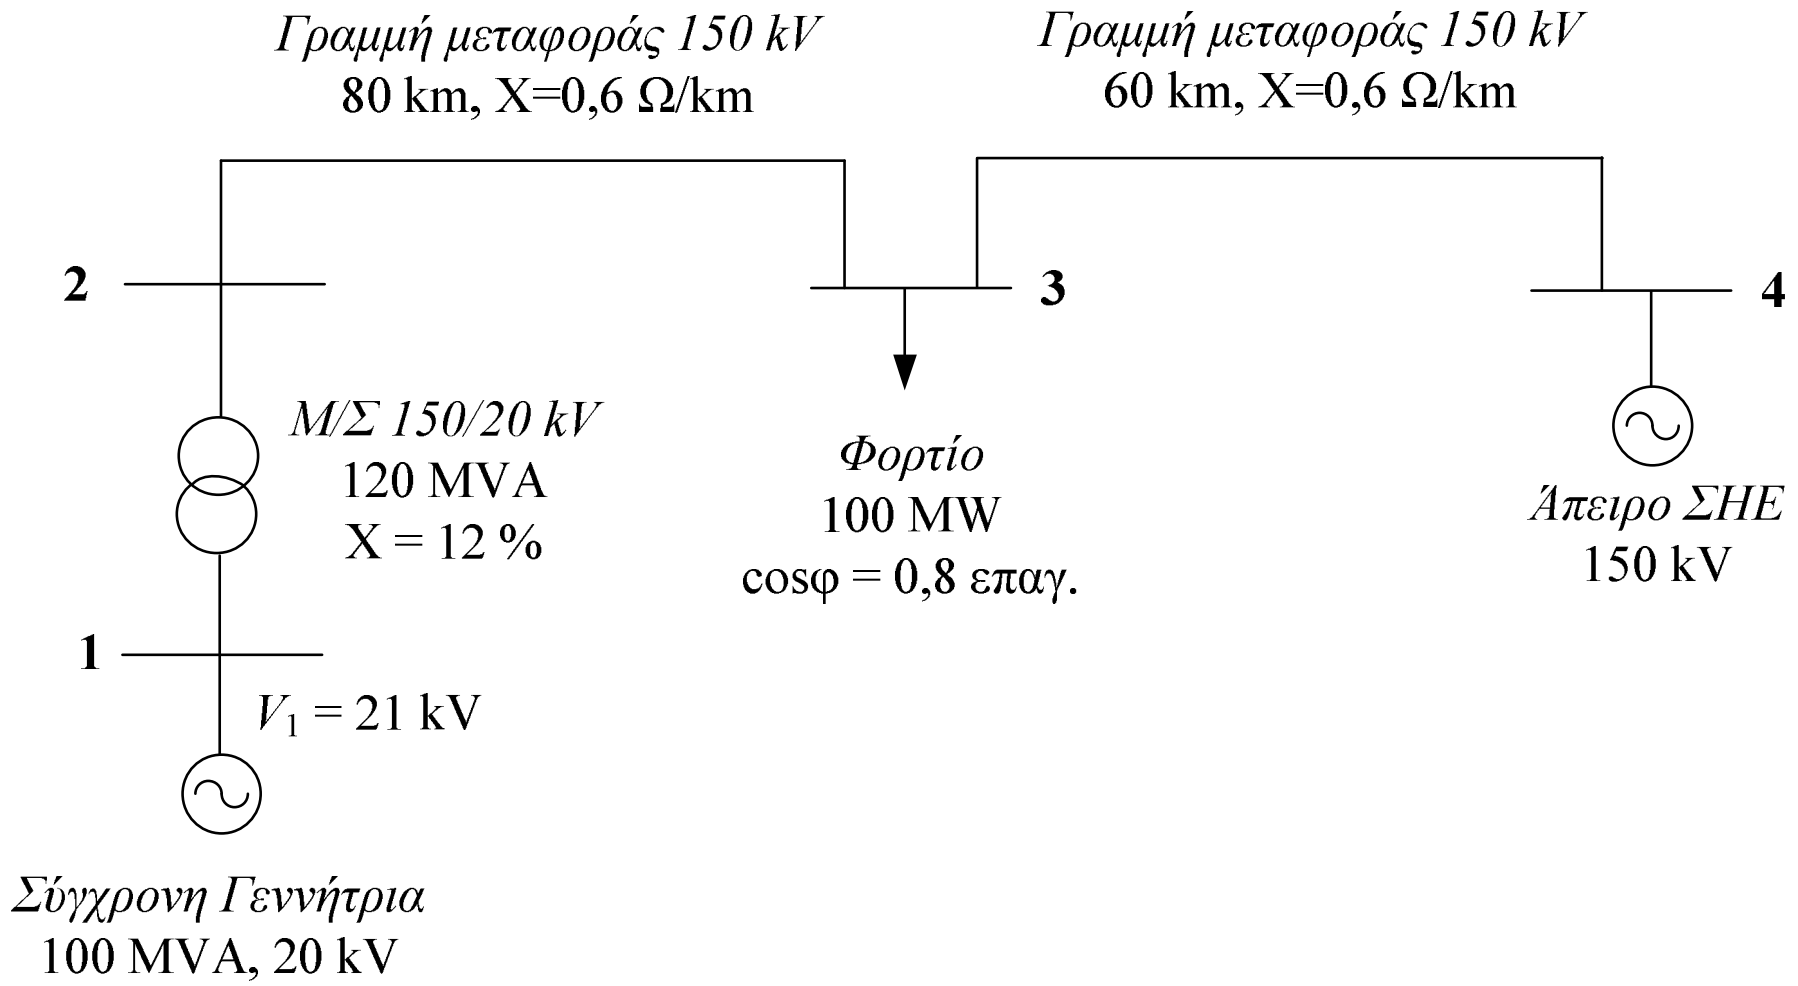 Γραμμή μεταφοράς 150 kV
80 km, X=0,6 Ω/km
Γραμμή μεταφοράς 150 kV
60 km, X=0,6 Ω/km
2
3
4
Μ/Σ 150/20 kV
120 MVA
X = 12 %
Φορτίο
100 MW
cosφ = 0,8 επαγ.
Άπειρο ΣΗΕ
150 kV
1
V₁ = 21 kV
Σύγχρονη Γεννήτρια
100 MVA, 20 kV